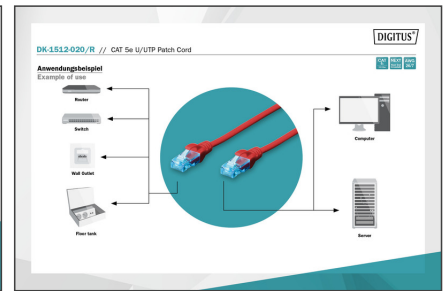 DIGITUS®
DK-1512-020/R // CAT 5e U/UTP Patch Cord
Anwendungsbeispiel
Example of use
Router
Switch
Wall Outlet
Floor tank
Computer
Server